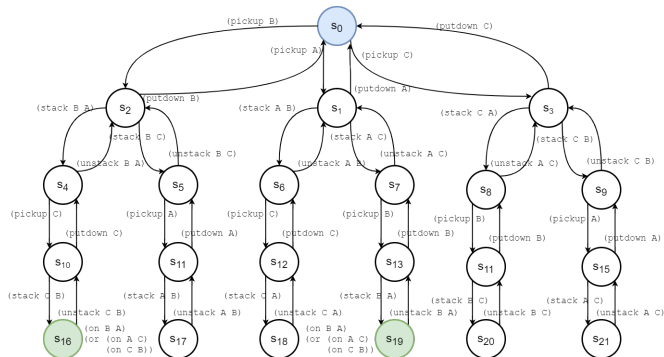 (pickup B)
s0
(putdown C)
(pickup A)
(pickup C)
(putdown B)
(putdown A)
s2
s1
s3
(stack B A)
(stack B C)
(stack A B)
(stack A C)
(stack C A)
(stack C B)
(unstack B A)
(unstack B C)
(unstack A B)
(unstack A C)
(unstack A C)
(unstack C B)
s4
s5
s6
s7
s8
s9
(pickup C)
(putdown C)
(pickup A)
(putdown A)
(pickup C)
(putdown C)
(pickup B)
(putdown B)
(pickup B)
(putdown B)
(pickup A)
(putdown A)
s10
s11
s12
s13
s11
s15
(stack C B)
(unstack C B)
(stack A B)
(unstack A B)
(stack C A)
(unstack C A)
(stack A B)
(unstack B A)
(stack B C)
(unstack B C)
(stack A C)
(unstack A C)
s16
(on B A)
(or (on A C)
(on C B))
s17
s18
(on B A)
(or (on A C)
(on C B))
s19
s20
s21